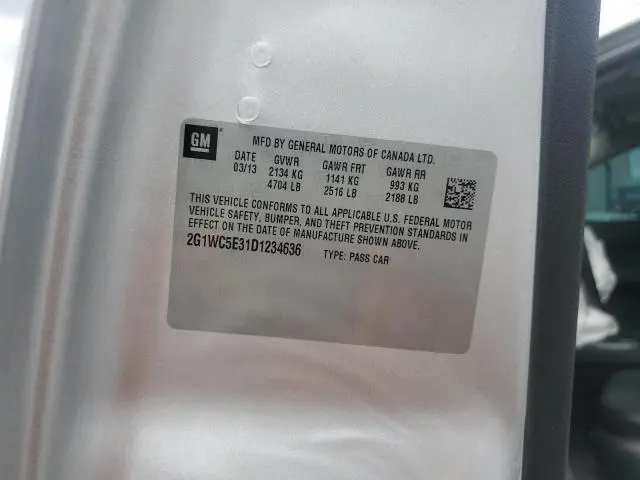 GM
MFD BY GENERAL MOTORS OF CANADA LTD.
DATE GVWR GAWR FRT GAWR RR
03/13 2134 KG 1141 KG 993 KG
4704 LB 2516 LB 2188 LB
THIS VEHICLE CONFORMS TO ALL APPLICABLE U.S. FEDERAL MOTOR
VEHICLE SAFETY, BUMPER, AND THEFT PREVENTION STANDARDS IN
EFFECT ON THE DATE OF MANUFACTURE SHOWN ABOVE.
2G1WC5E31D1234636 TYPE: PASS CAR